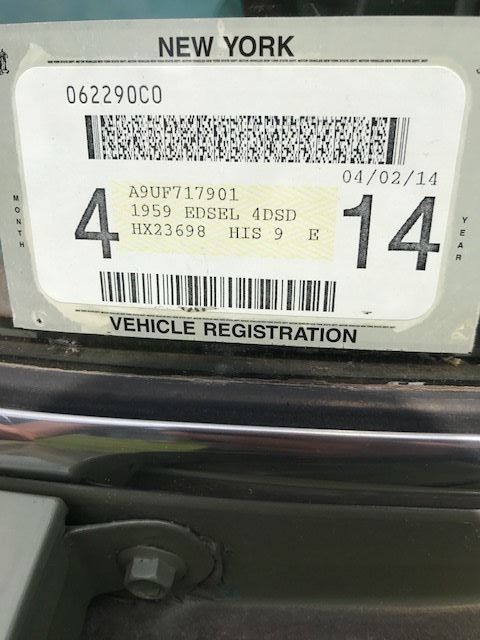 NEW YORK
062290C0
04/02/14
MONTH
4
A9UF717901
1959 EDSEL 4DSD
HX23698 HIS 9 E
14
YEAR
VEHICLE REGISTRATION